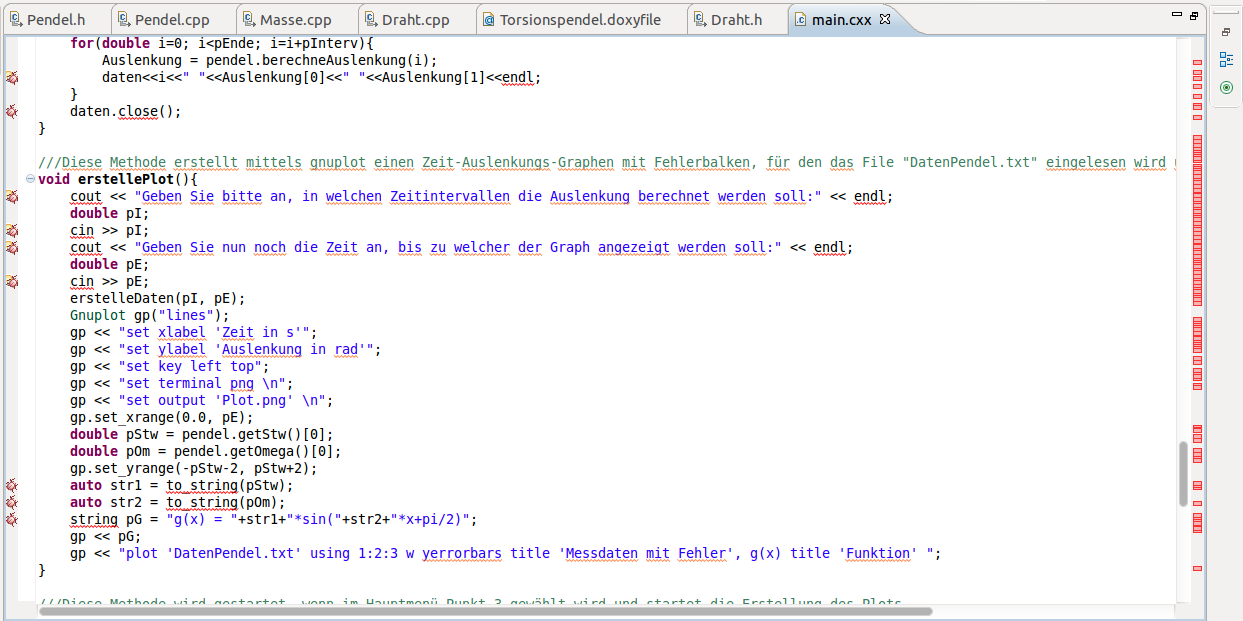 Pendel.h Pendel.cpp Masse.cpp Draht.cpp Torsionspendel.doxyfile Draht.h main.cxx
for(double i=0; i<pEnde; i=i+pInterv){
Auslenkung = pendel.berechneAuslenkung(i);
daten<<i<<" "<<Auslenkung[0]<<" "<<Auslenkung[1]<<endl;
}
daten.close();
}
///Diese Methode erstellt mittels gnuplot einen Zeit-Auslenkungs-Graphen mit Fehlerbalken, für den das File "DatenPendel.txt" eingelesen wird
void erstellePlot(){
cout << "Geben Sie bitte an, in welchen Zeitintervallen die Auslenkung berechnet werden soll:" << endl;
double pI;
cin >> pI;
cout << "Geben Sie nun noch die Zeit an, bis zu welcher der Graph angezeigt werden soll:" << endl;
double pE;
cin >> pE;
erstelleDaten(pI, pE);
Gnuplot gp("lines");
gp << "set xlabel 'Zeit in s'";
gp << "set ylabel 'Auslenkung in rad'";
gp << "set key left top";
gp << "set terminal png \n";
gp << "set output 'Plot.png' \n";
gp.set_xrange(0.0, pE);
double pStw = pendel.getStw()[0];
double pOm = pendel.getOmega()[0];
gp.set_yrange(-pStw-2, pStw+2);
auto str1 = to_string(pStw);
auto str2 = to_string(pOm);
string pG = "g(x) = "+str1+"*sin("+str2+"*x+pi/2)";
gp << pG;
gp << "plot 'DatenPendel.txt' using 1:2:3 w yerrorbars title 'Messdaten mit Fehler', g(x) title 'Funktion' ";
}
///Diese Methode wird gestartet, wenn im Hauptmenü Punkt 3 gewählt wird und startet die Erstellung des Plots